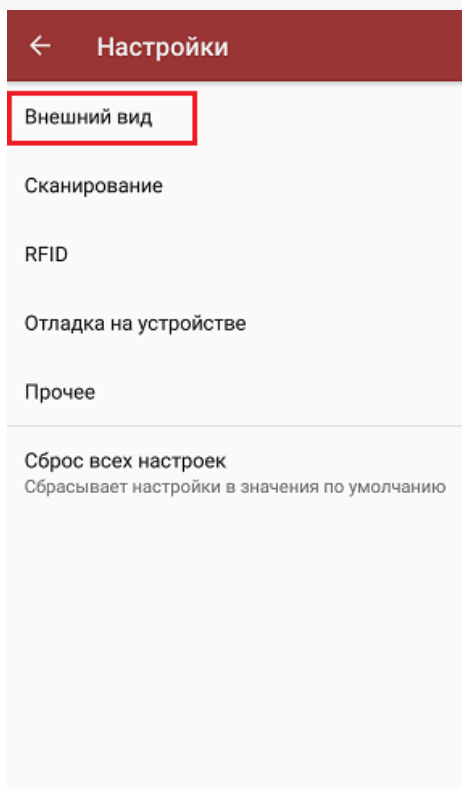 Настройки
Внешний вид
Сканирование
RFID
Отладка на устройстве
Прочее
Сброс всех настроек
Сбрасывает настройки в значения по умолчанию